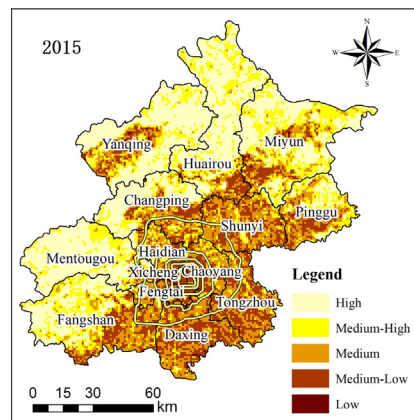 2015
N
W E
S
Yanqing
Miyun
Huairou
Changping
Pinggu
Shunyi
Mentougou
Haidian
Xicheng Chaoyang
Fengtai
Tongzhou
Fangshan
Daxing
Legend
High
Medium-High
Medium
Medium-Low
Low
0 15 30 60
km